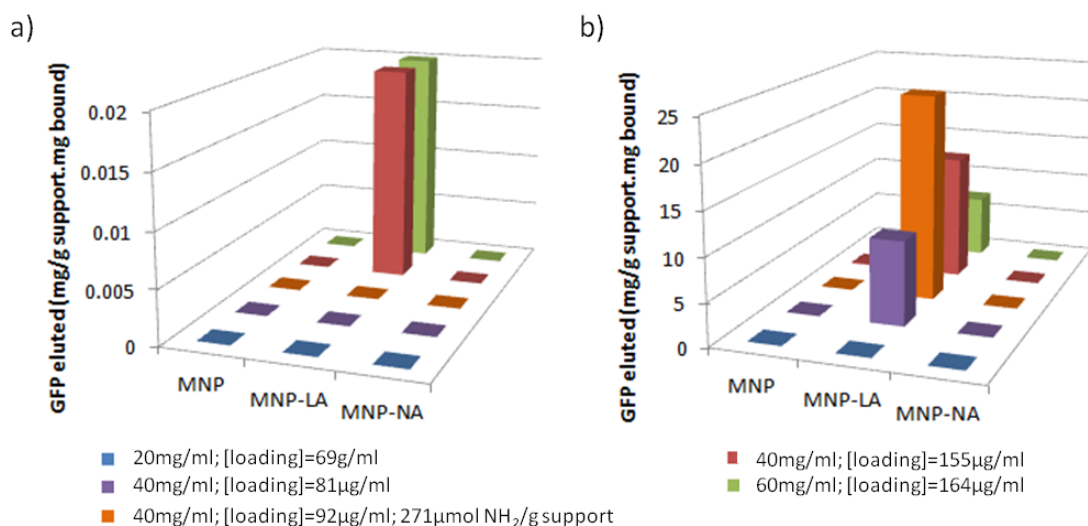 a)
GFP eluted (mg/g support.mg bound)
0.02
0.015
0.01
0.005
0
MNP
MNP-LA
MNP-NA
b)
GFP eluted (mg/g support.mg bound)
25
20
15
10
5
0
MNP
MNP-LA
MNP-NA
20mg/ml; [loading]=69g/ml
40mg/ml; [loading]=81µg/ml
40mg/ml; [loading]=92µg/ml; 271µmol NH₂/g support
40mg/ml; [loading]=155µg/ml
60mg/ml; [loading]=164µg/ml